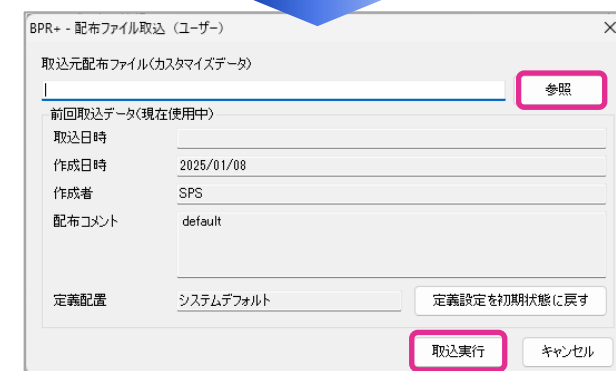 BPR+ - 配布ファイル取込（ユーザー）
取込元配布ファイル(カスタマイズデータ)
参照
前回取込データ(現在使用中)
取込日時
作成日時 2025/01/08
作成者 SPS
配布コメント default
定義配置 システムデフォルト 定義設定を初期状態に戻す
取込実行 キャンセル